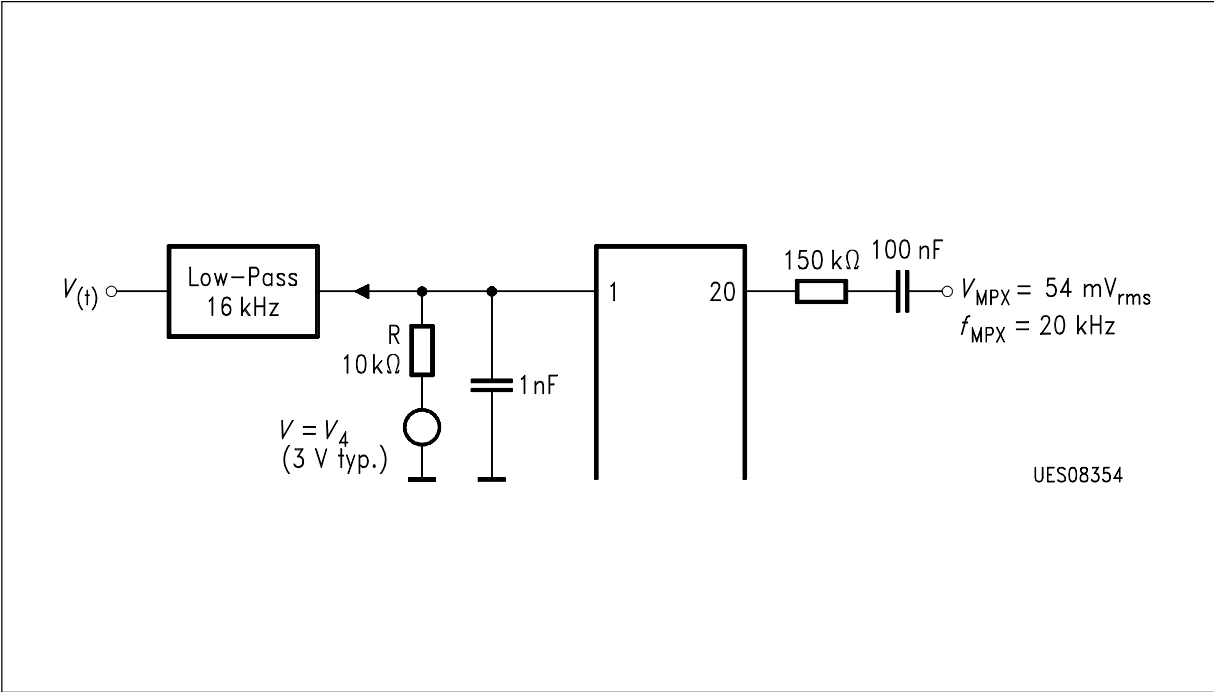 V(t)
Low-Pass
16 kHz
R
10 kΩ
V = V4
(3 V typ.)
1 nF
1
20
150 kΩ
100 nF
VMPX = 54 mVrms
fMPX = 20 kHz
UES08354